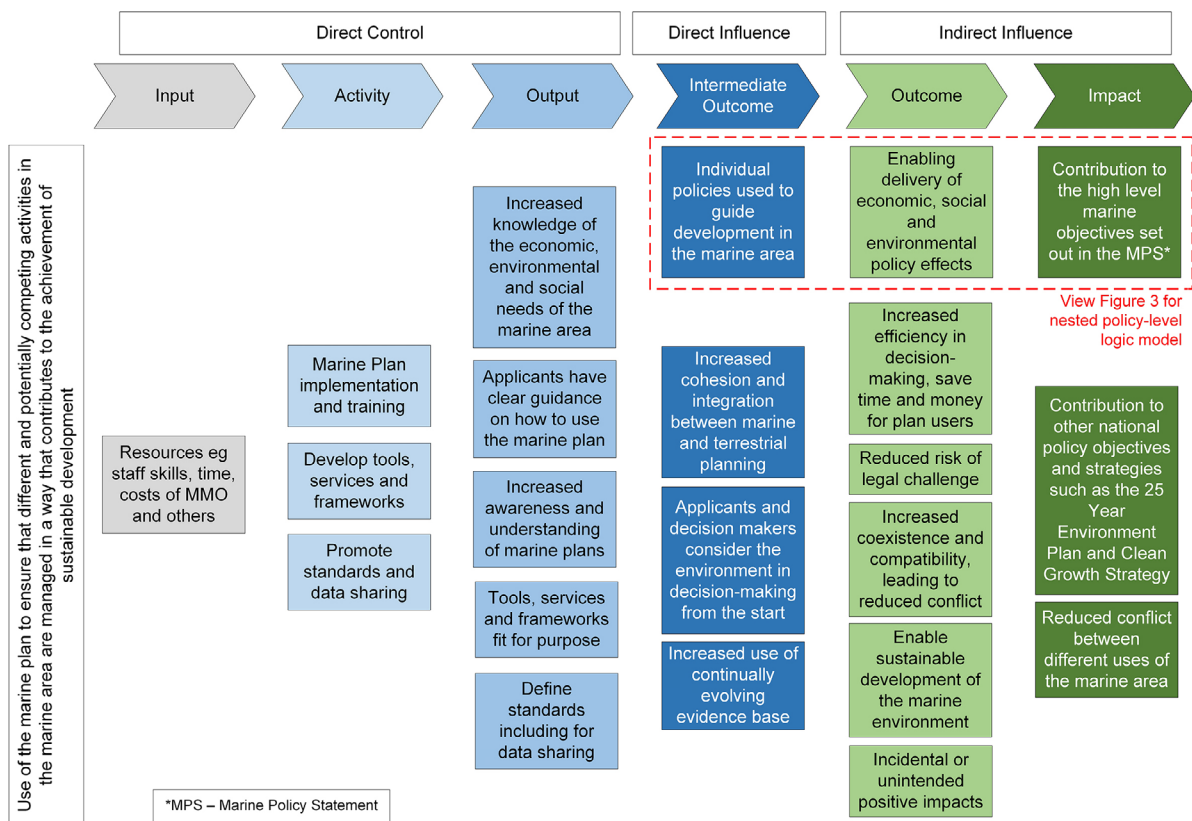 Direct Control
Direct Influence
Indirect Influence
Input
Activity
Output
Intermediate
Outcome
Outcome
Impact
Use of the marine plan to ensure that different and potentially competing activities in
the marine area are managed in a way that contributes to the achievement of
sustainable development
Resources eg
staff skills, time,
costs of MMO
and others
Marine Plan
implementation
and training
Develop tools,
services and
frameworks
Promote
standards and
data sharing
Increased
knowledge of
the economic,
environmental
and social
needs of the
marine area
Applicants have
clear guidance
on how to use
the marine plan
Increased
awareness and
understanding
of marine plans
Tools, services
and frameworks
fit for purpose
Define
standards
including for
data sharing
Individual
policies used to
guide
development in
the marine area
Increased
cohesion and
integration
between marine
and terrestrial
planning
Applicants and
decision makers
consider the
environment in
decision-making
from the start
Increased use of
continually
evolving
evidence base
Enabling
delivery of
economic, social
and
environmental
policy effects
Increased
efficiency in
decision-
making, save
time and money
for plan users
Reduced risk of
legal challenge
Increased
coexistence and
compatibility,
leading to
reduced conflict
Enable
sustainable
development of
the marine
environment
Incidental or
unintended
positive impacts
Contribution to
the high level
marine
objectives set
out in the MPS*
View Figure 3 for
nested policy-level
logic model
Contribution to
other national
policy objectives
and strategies
such as the 25
Year
Environment
Plan and Clean
Growth Strategy
Reduced conflict
between
different uses of
the marine area
*MPS – Marine Policy Statement